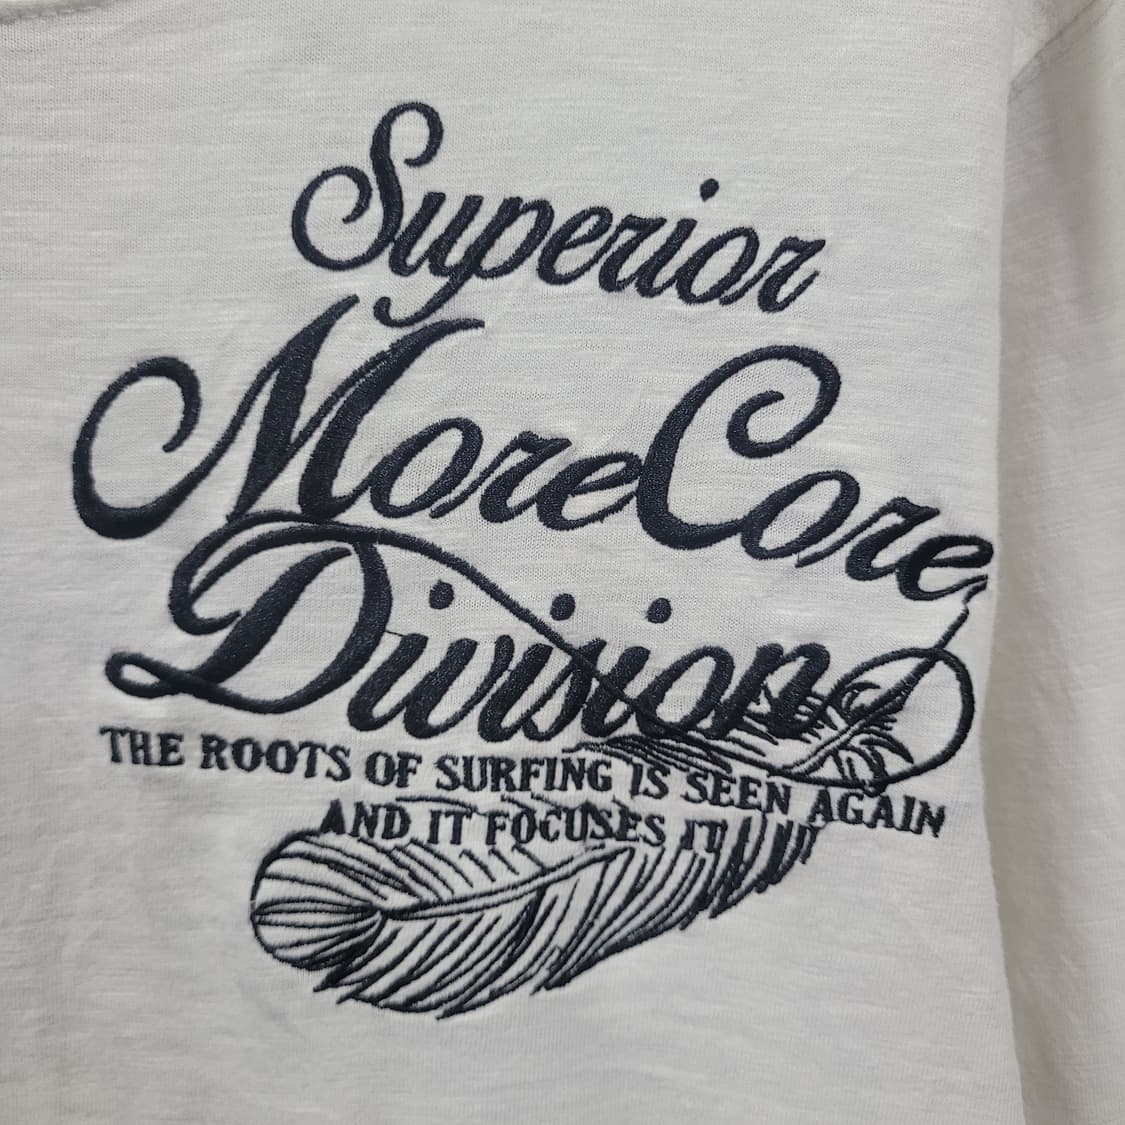 Superior
MoreCore
Division
THE ROOTS OF SURFING IS SEEN AGAIN
AND IT FOCUSES IT